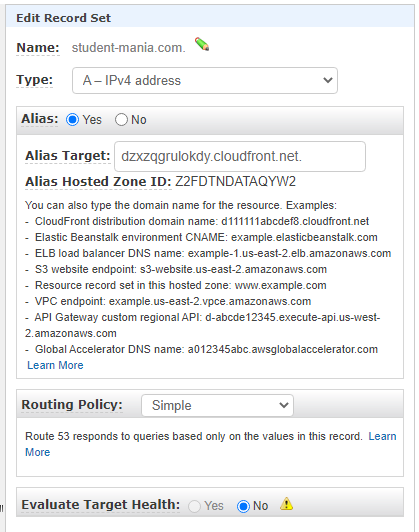 Edit Record Set
Name: student-mania.com.
Type: A – IPv4 address
Alias: Yes No
Alias Target: dzxzqgrulokdy.cloudfront.net.
Alias Hosted Zone ID: Z2FDTNDATAQYW2
You can also type the domain name for the resource. Examples:
- CloudFront distribution domain name: d111111abcdef8.cloudfront.net
- Elastic Beanstalk environment CNAME: example.elasticbeanstalk.com
- ELB load balancer DNS name: example-1.us-east-2.elb.amazonaws.com
- S3 website endpoint: s3-website.us-east-2.amazonaws.com
- Resource record set in this hosted zone: www.example.com
- VPC endpoint: example.us-east-2.vpce.amazonaws.com
- API Gateway custom regional API: d-abcde12345.execute-api.us-west-
2.amazonaws.com
- Global Accelerator DNS name: a012345abc.awsglobalaccelerator.com
Learn More
Routing Policy: Simple
Route 53 responds to queries based only on the values in this record. Learn
More
Evaluate Target Health: Yes No